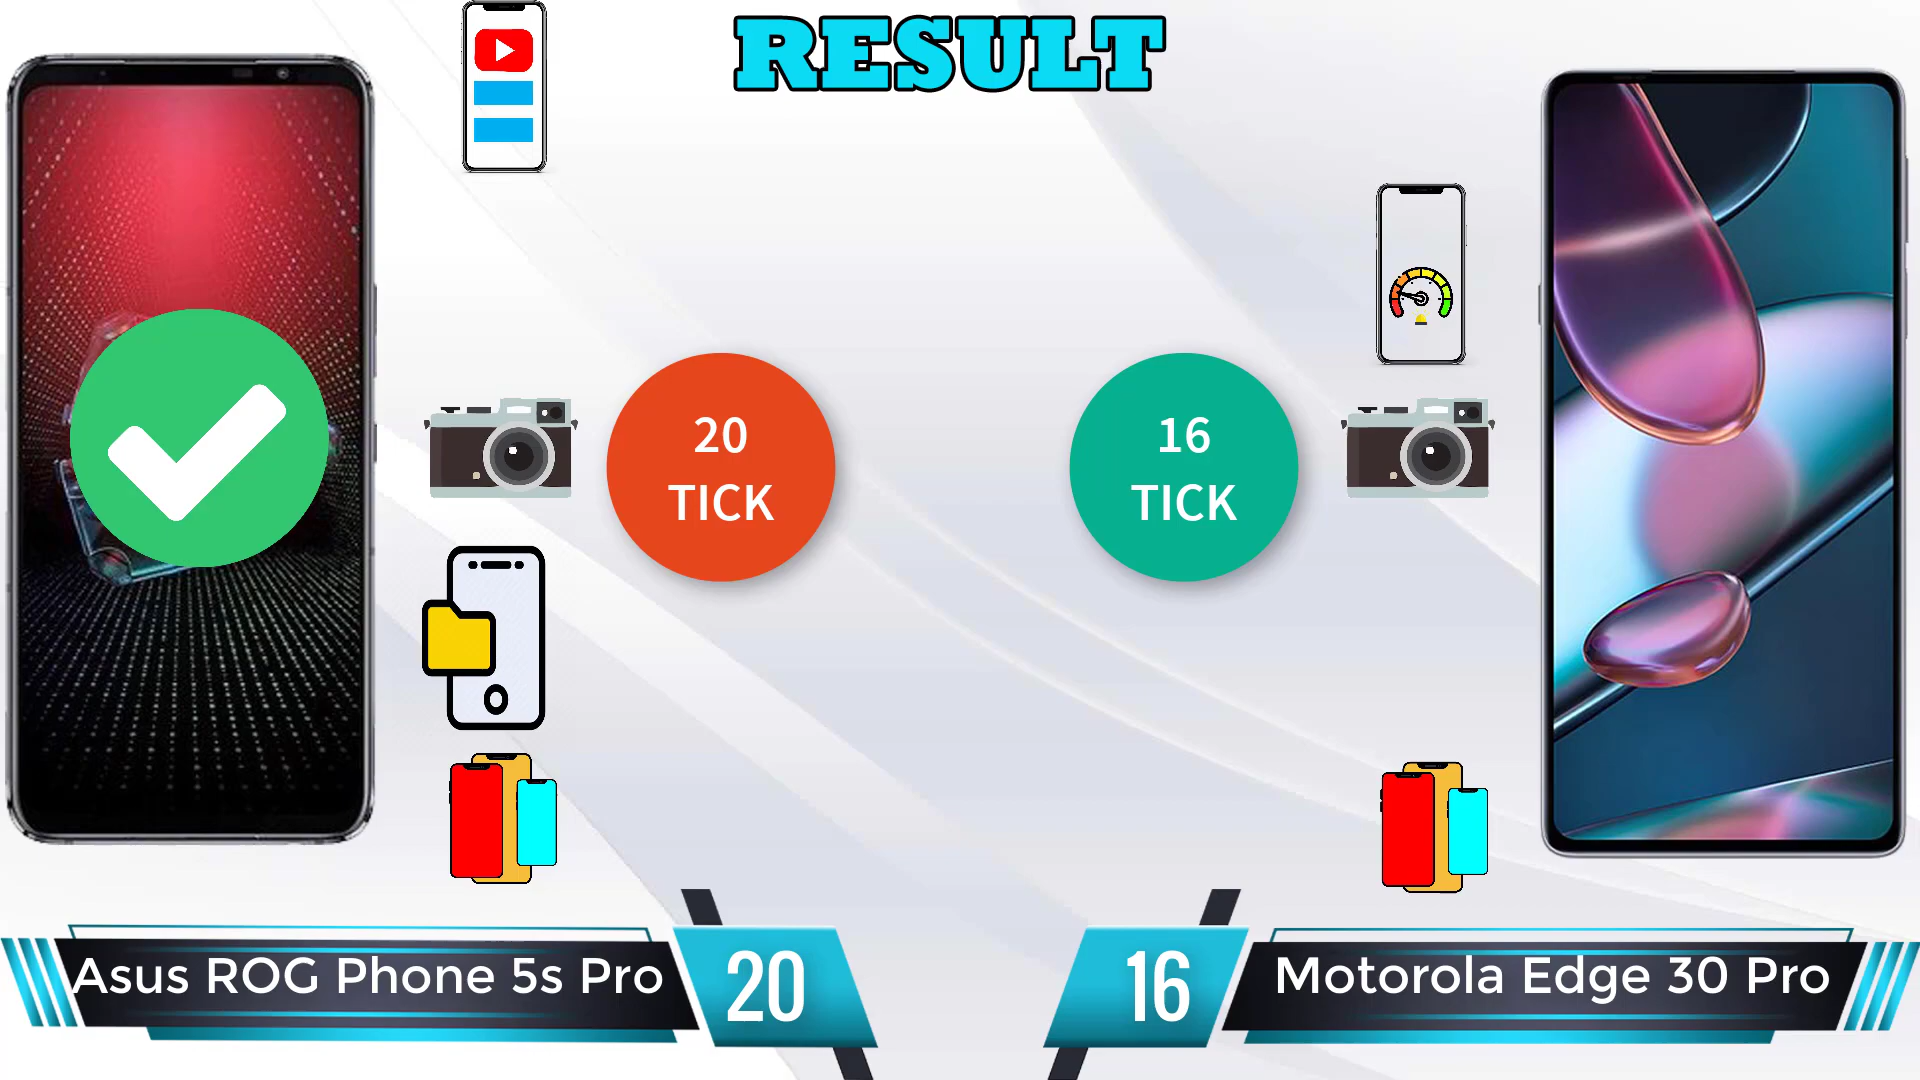 RESULT
20
TICK
16
TICK
Asus ROG Phone 5s Pro
20
16
Motorola Edge 30 Pro